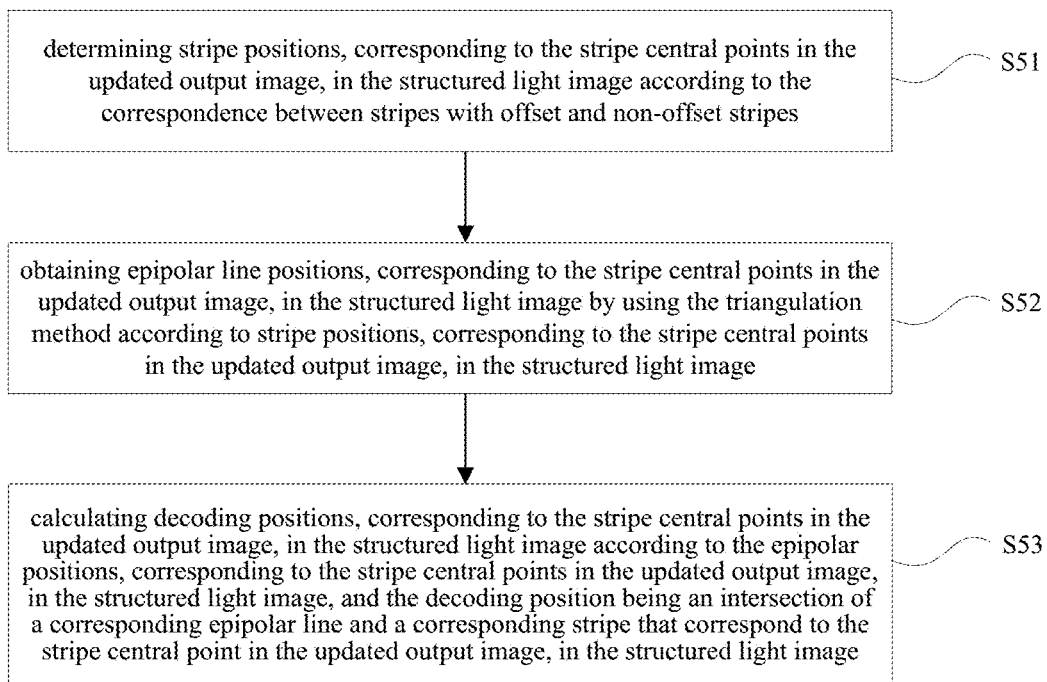 determining stripe positions, corresponding to the stripe central points in the
updated output image, in the structured light image according to the
correspondence between stripes with offset and non-offset stripes
S51
obtaining epipolar line positions, corresponding to the stripe central points in the
updated output image, in the structured light image by using the triangulation
method according to stripe positions, corresponding to the stripe central points
in the updated output image, in the structured light image
S52
calculating decoding positions, corresponding to the stripe central points in the
updated output image, in the structured light image according to the epipolar
positions, corresponding to the stripe central points in the updated output image,
in the structured light image, and the decoding position being an intersection of
a corresponding epipolar line and a corresponding stripe that correspond to the
stripe central point in the updated output image, in the structured light image
S53